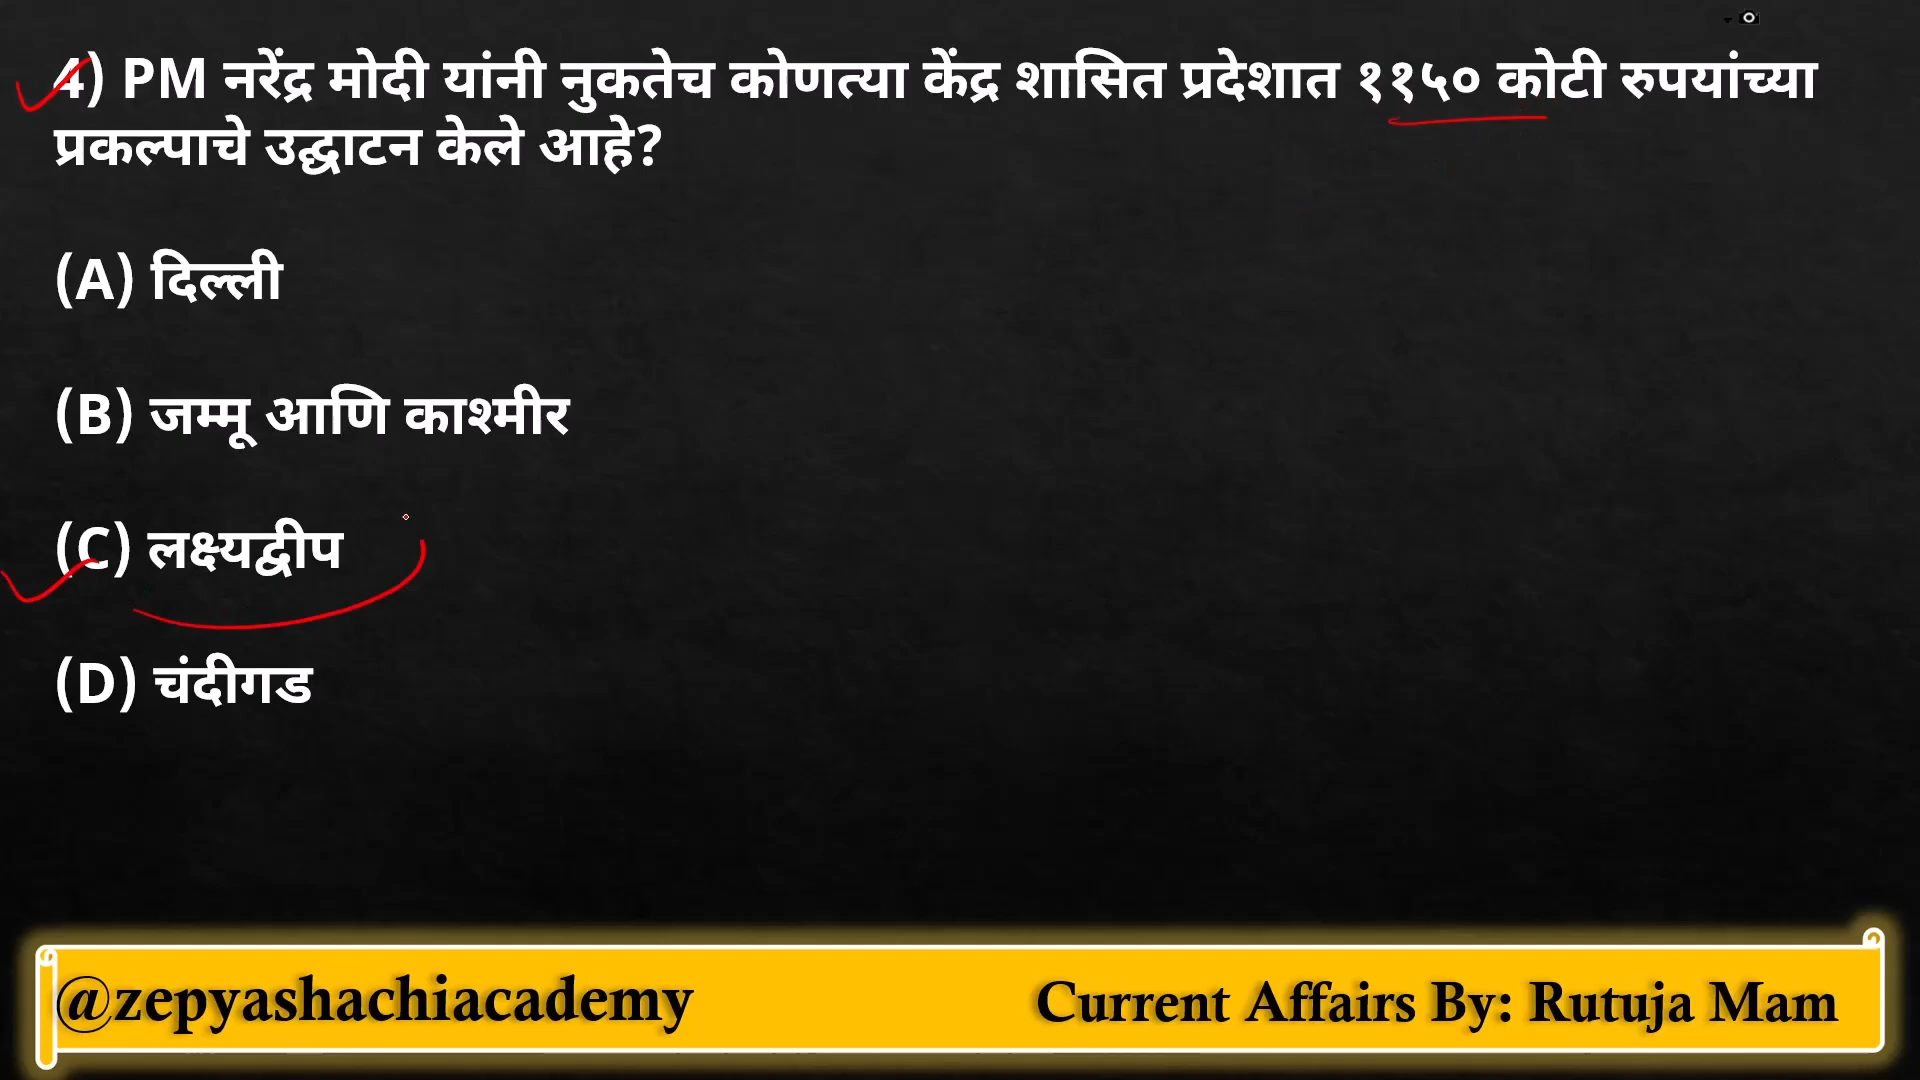 4) PM नरेंद्र मोदी यांनी नुकतेच कोणत्या केंद्र शासित प्रदेशात ११५० कोटी रुपयांच्या
प्रकल्पाचे उद्घाटन केले आहे?
(A) दिल्ली
(B) जम्मू आणि काश्मीर
(C) लक्ष्यद्वीप
(D) चंदीगड
@zepyashachiacademy
Current Affairs By: Rutuja Mam